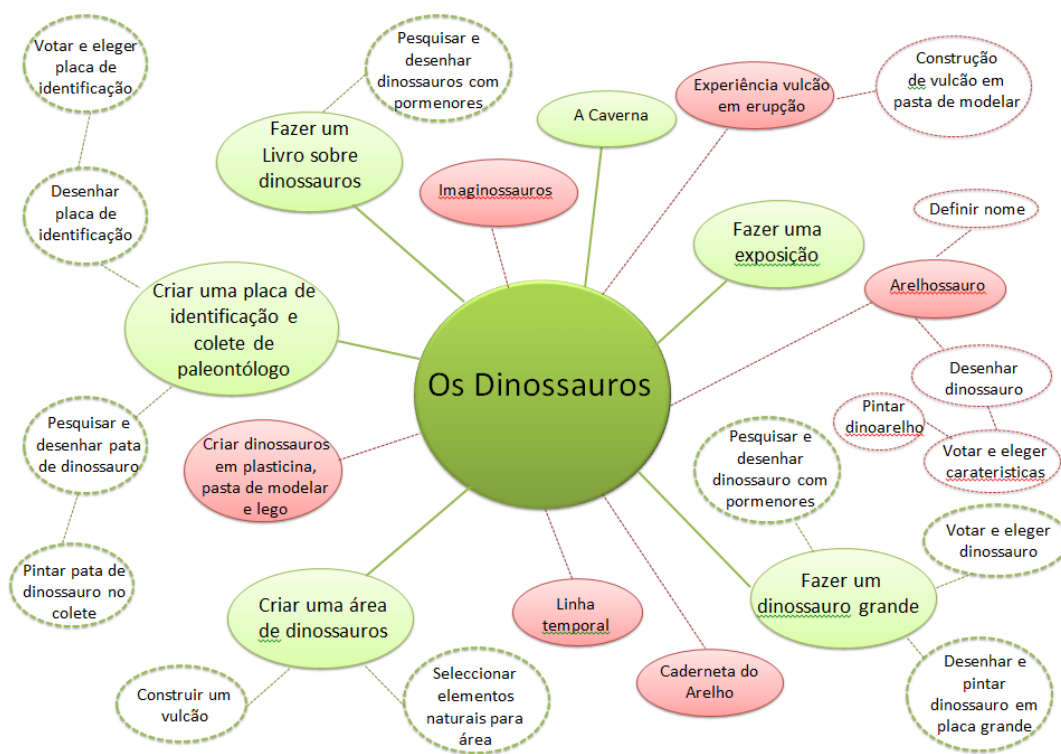 Votar e eleger
placa de
identificação
Pesquisar e
desenhar
dinossauros com
pormenores
Construção
de vulcão em
pasta de modelar
Experiência vulcão
em erupção
A Caverna
Fazer um
Livro sobre
dinossauros
Imaginossauros
Desenhar
placa de
identificação
Definir nome
Fazer uma
exposição
Arelhossauro
Criar uma placa de
identificação e
colete de
paleontólogo
Os Dinossauros
Desenhar
dinossauro
Pintar
dinoarelho
Votar e eleger
carateristicas
Pesquisar e
desenhar pata
de dinossauro
Criar dinossauros
em plasticina,
pasta de modelar
e lego
Pesquisar e
desenhar
dinossauro com
pormenores
Votar e eleger
dinossauro
Pintar pata de
dinossauro no
colete
Criar uma área
de dinossauros
Linha
temporal
Fazer um
dinossauro grande
Caderneta do
Arelho
Construir um
vulcão
Seleccionar
elementos
naturais para
área
Desenhar e
pintar
dinossauro em
placa grande